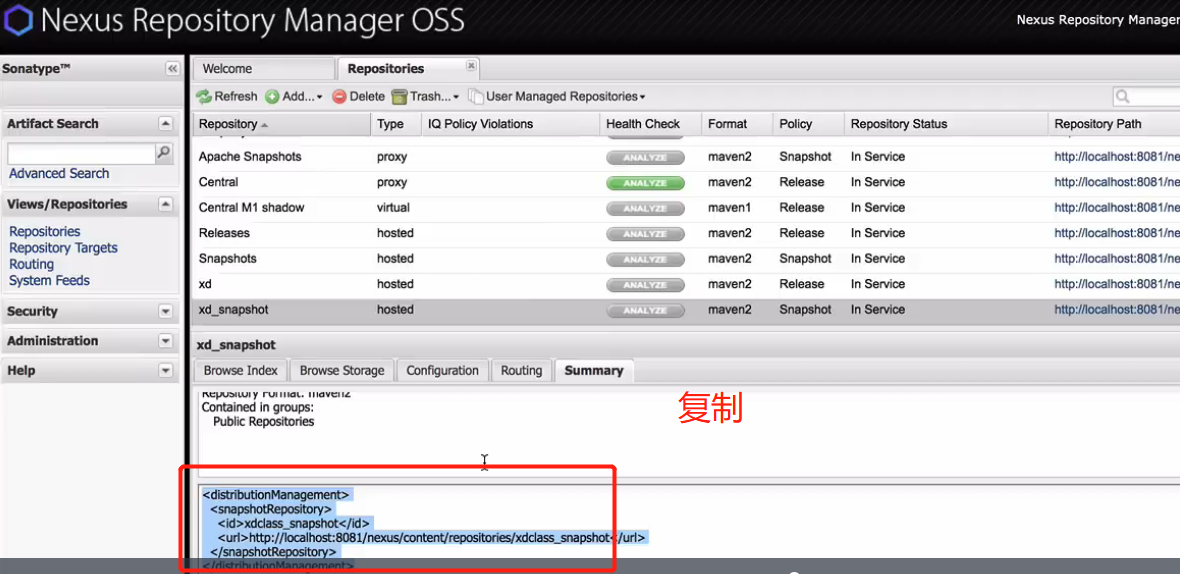 Nexus Repository Manager OSS
Nexus Repository Manager
Sonatype™
Welcome
Repositories
Refresh Add... Delete Trash... User Managed Repositories
Artifact Search
Advanced Search
Views/Repositories
Repositories
Repository Targets
Routing
System Feeds
Security
Administration
Help
Repository Type IQ Policy Violations Health Check Format Policy Repository Status Repository Path
Apache Snapshots proxy ANALYZE maven2 Snapshot In Service http://localhost:8081/ne
Central proxy ANALYZE maven2 Release In Service http://localhost:8081/ne
Central M1 shadow virtual ANALYZE maven1 Release In Service http://localhost:8081/ne
Releases hosted ANALYZE maven2 Release In Service http://localhost:8081/ne
Snapshots hosted ANALYZE maven2 Snapshot In Service http://localhost:8081/ne
xd hosted ANALYZE maven2 Release In Service http://localhost:8081/ne
xd_snapshot hosted ANALYZE maven2 Snapshot In Service http://localhost:8081/ne
xd_snapshot
Browse Index Browse Storage Configuration Routing Summary
Repository Format: maven2
Contained in groups:
Public Repositories
复制
<distributionManagement>
<snapshotRepository>
<id>xdclass_snapshot</id>
<url>http://localhost:8081/nexus/content/repositories/xdclass_snapshot</url>
</snapshotRepository>
</distributionManagement>